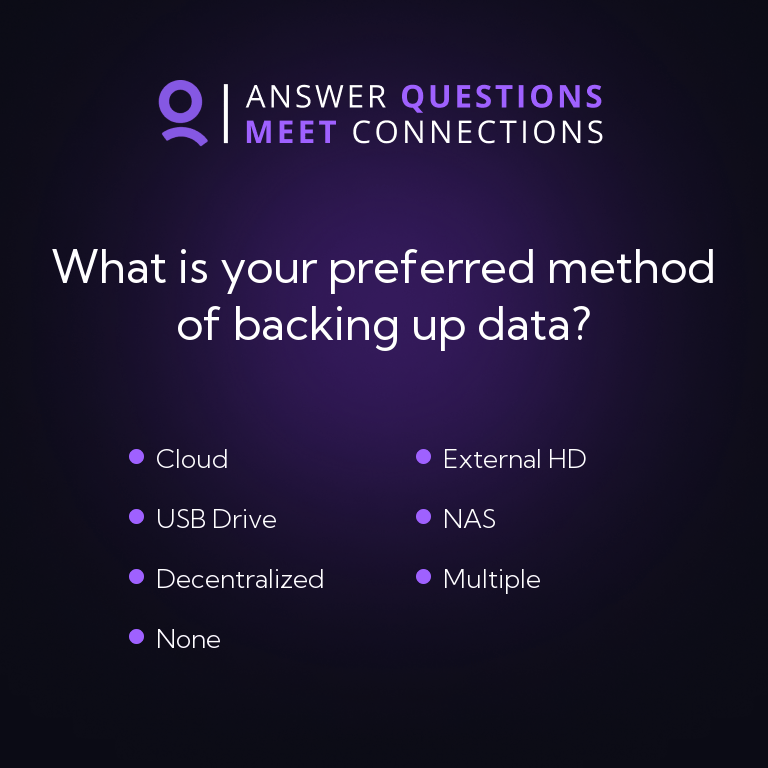 ANSWER QUESTIONS
MEET CONNECTIONS
What is your preferred method
of backing up data?
Cloud
External HD
USB Drive
NAS
Decentralized
Multiple
None